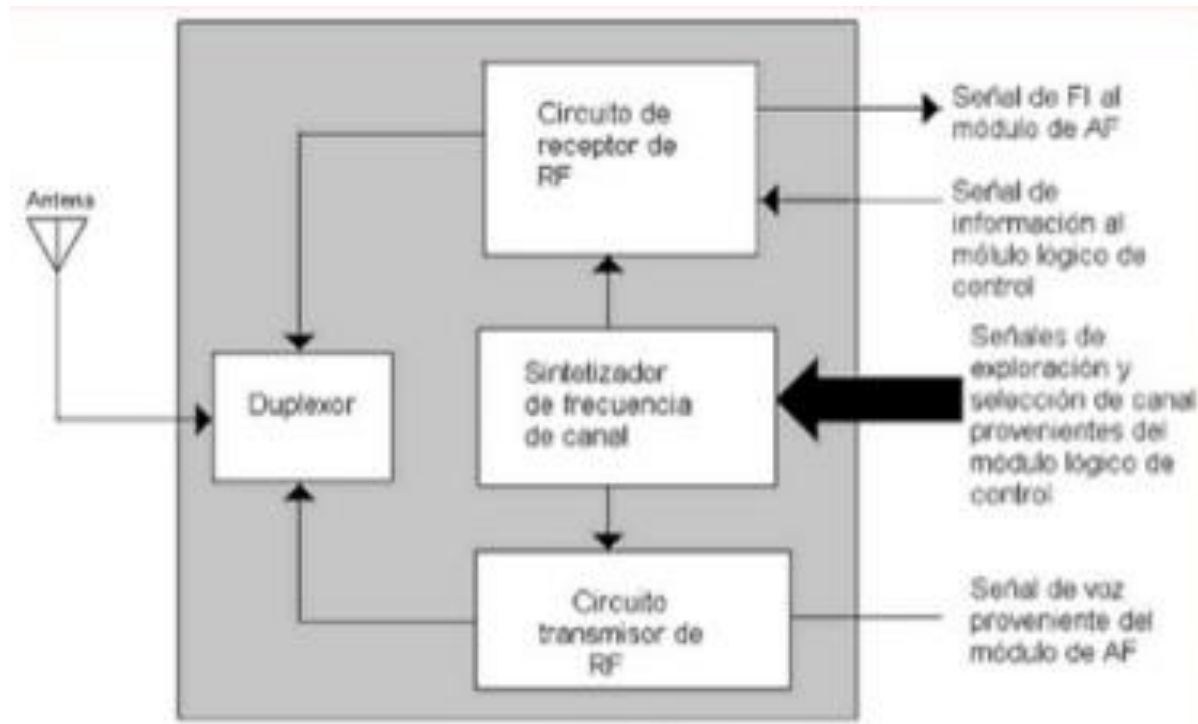 Circuito de
receptor de
RF
Señal de FI al
módulo de AF
Antena
Señal de
información al
mólulo lógico de
control
Duplexor
Sintetizador
de frecuencia
de canal
Señales de
exploración y
selección de canal
provenientes del
módulo lógico de
control
Circuito
transmisor de
RF
Señal de voz
proveniente del
módulo de AF